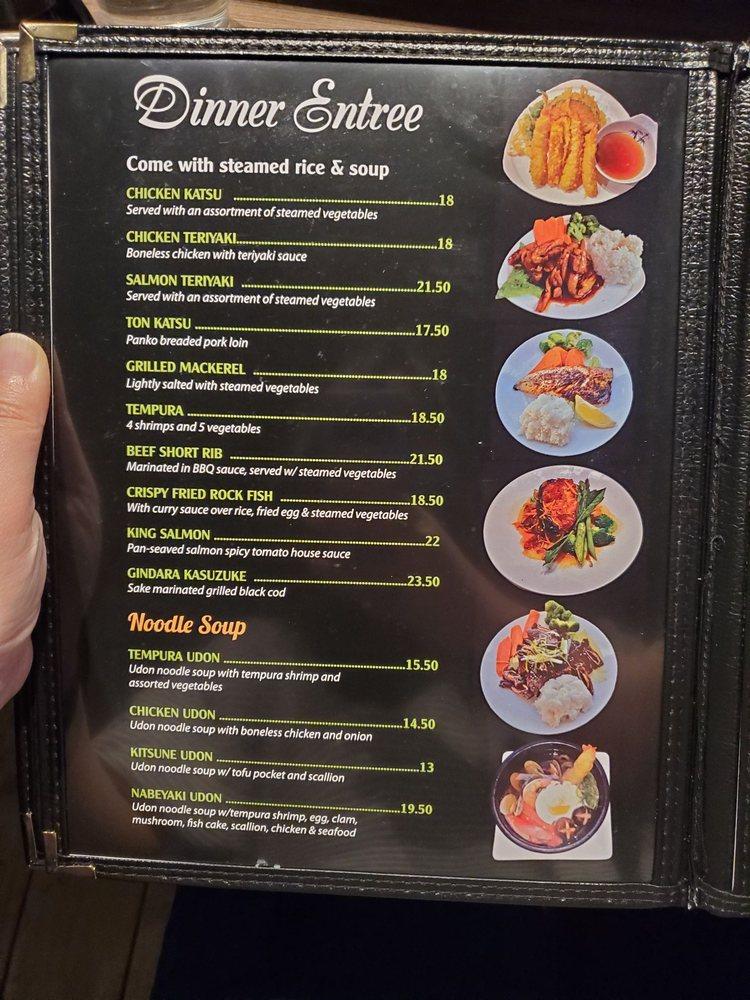 Dinner Entree
Come with steamed rice & soup
CHICKEN KATSU ........................18
Served with an assortment of steamed vegetables
CHICKEN TERIYAKI........................18
Boneless chicken with teriyaki sauce
SALMON TERIYAKI ........................21.50
Served with an assortment of steamed vegetables
TON KATSU ........................17.50
Panko breaded pork loin
GRILLED MACKEREL ........................18
Lightly salted with steamed vegetables
TEMPURA ........................18.50
4 shrimps and 5 vegetables
BEEF SHORT RIB ........................21.50
Marinated in BBQ sauce, served w/ steamed vegetables
CRISPY FRIED ROCK FISH ........................18.50
With curry sauce over rice, fried egg & steamed vegetables
KING SALMON ........................22
Pan-seaved salmon spicy tomato house sauce
GINDARA KASUZUKE ........................23.50
Sake marinated grilled black cod
Noodle Soup
TEMPURA UDON ........................15.50
Udon noodle soup with tempura shrimp and
assorted vegetables
CHICKEN UDON ........................14.50
Udon noodle soup with boneless chicken and onion
KITSUNE UDON ........................13
Udon noodle soup w/ tofu pocket and scallion
NABEYAKI UDON ........................19.50
Udon noodle soup w/tempura shrimp, egg, clam,
mushroom, fish cake, scallion, chicken & seafood